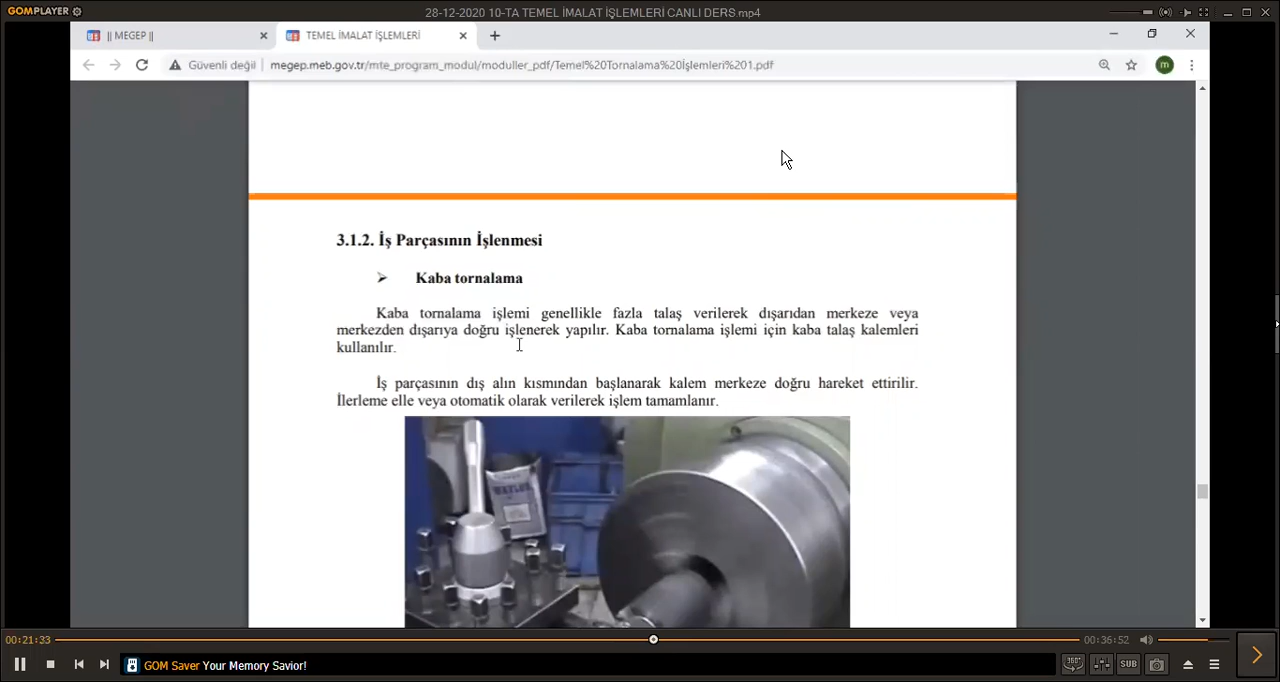 GOMPLAYER
28-12-2020 10-TA TEMEL İMALAT İŞLEMLERİ CANLI DERS.mp4
|| MEGEP ||
TEMEL İMALAT İŞLEMLERİ
Güvenli değil
megep.meb.gov.tr/mte_program_modul/moduller_pdf/Temel%20Tornalama%20İşlemleri%201.pdf
m
3.1.2. İş Parçasının İşlenmesi
Kaba tornalama
Kaba tornalama işlemi genellikle fazla talaş verilerek dışarıdan merkeze veya
merkezden dışarıya doğru işlenerek yapılır. Kaba tornalama işlemi için kaba talaş kalemleri
kullanılır.
İş parçasının dış alın kısmından başlanarak kalem merkeze doğru hareket ettirilir.
İlerleme elle veya otomatik olarak verilerek işlem tamamlanır.
00:21:33
00:36:52
GOM Saver Your Memory Savior!
360°
SUB